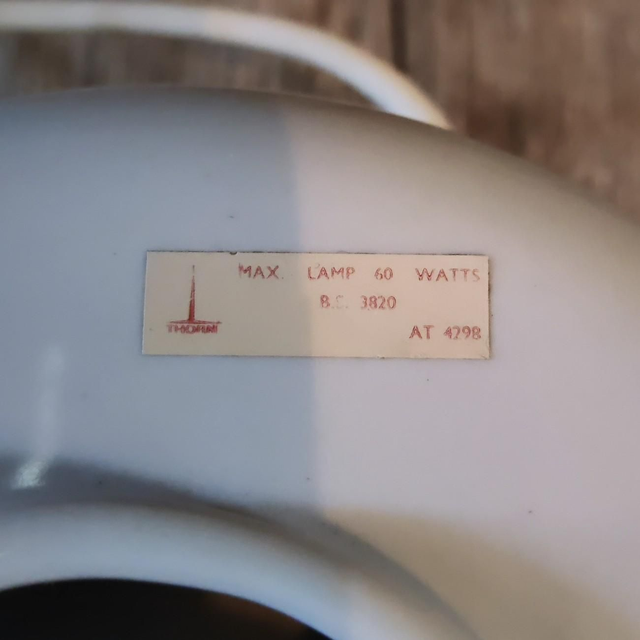 MAX. LAMP 60 WATTS
B.S. 3820
THORN
AT 4298